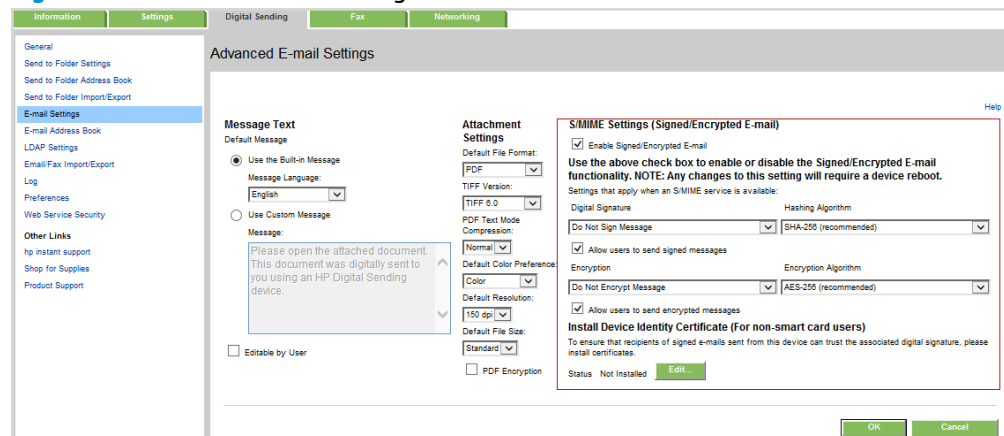 Information
Settings
Digital Sending
Fax
Networking
General
Send to Folder Settings
Send to Folder Address Book
Send to Folder Import/Export
E-mail Settings
E-mail Address Book
LDAP Settings
Email/Fax Import/Export
Log
Preferences
Web Service Security
Other Links
hp instant support
Shop for Supplies
Product Support
Advanced E-mail Settings
Help
Message Text
Default Message
Use the Built-in Message
Message Language:
English
Use Custom Message
Message:
Please open the attached document.
This document was digitally sent to
you using an HP Digital Sending
device.
Editable by User
Attachment
Settings
Default File Format:
PDF
TIFF Version:
TIFF 6.0
PDF Text Mode
Compression:
Normal
Default Color Preference:
Color
Default Resolution:
150 dpi
Default File Size:
Standard
PDF Encryption
S/MIME Settings (Signed/Encrypted E-mail)
Enable Signed/Encrypted E-mail
Use the above check box to enable or disable the Signed/Encrypted E-mail
functionality. NOTE: Any changes to this setting will require a device reboot.
Settings that apply when an S/MIME service is available:
Digital Signature
Hashing Algorithm
Do Not Sign Message
SHA-256 (recommended)
Allow users to send signed messages
Encryption
Encryption Algorithm
Do Not Encrypt Message
AES-256 (recommended)
Allow users to send encrypted messages
Install Device Identity Certificate (For non-smart card users)
To ensure that recipients of signed e-mails sent from this device can trust the associated digital signature, please
install certificates.
Status Not Installed
Edit...
OK
Cancel